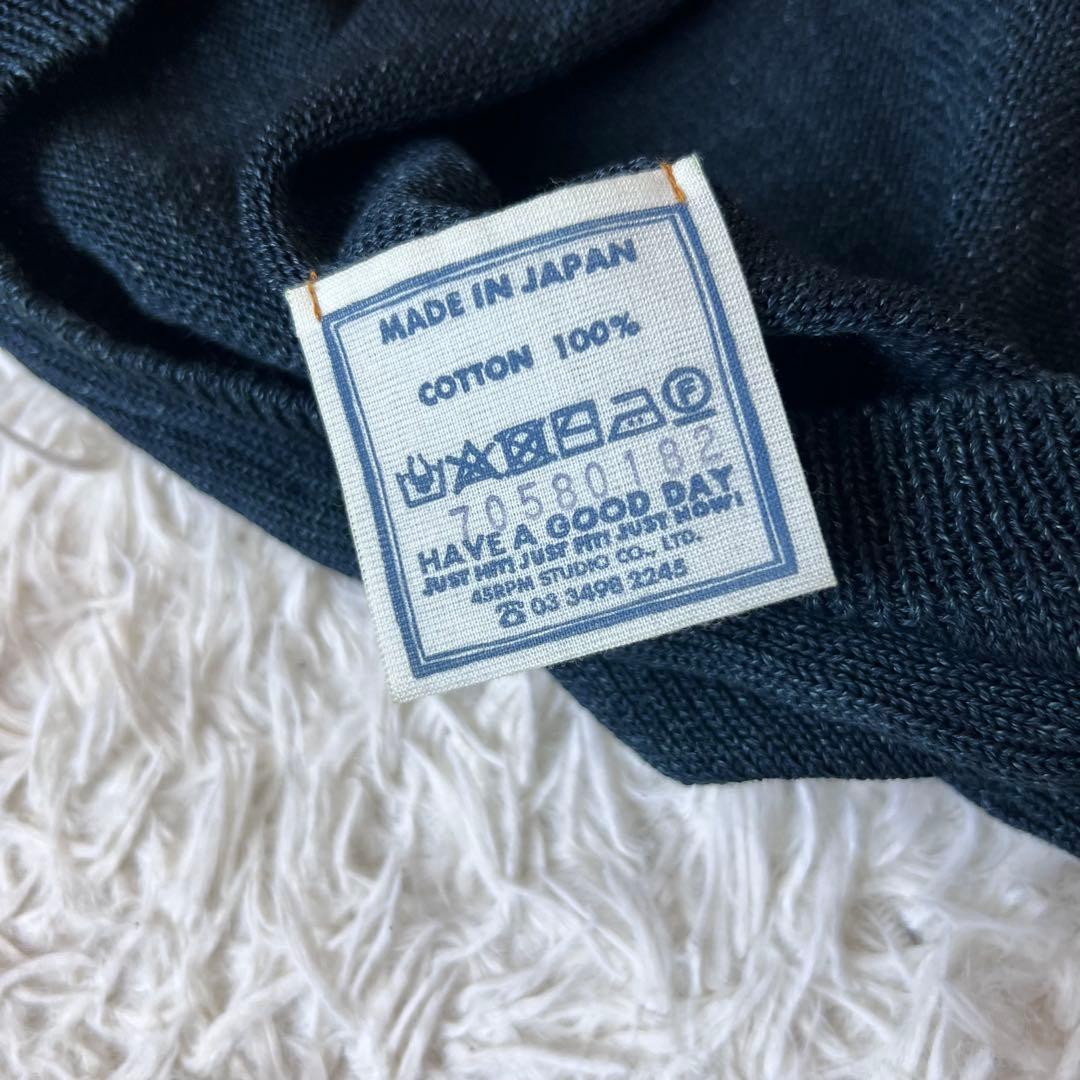 MADE IN JAPAN
COTTON 100%
F
70580182
HAVE A GOOD DAY
JUST HIT! JUST FIT! JUST NOW!
45RPM STUDIO CO., LTD.
☎ 03 3498 2245